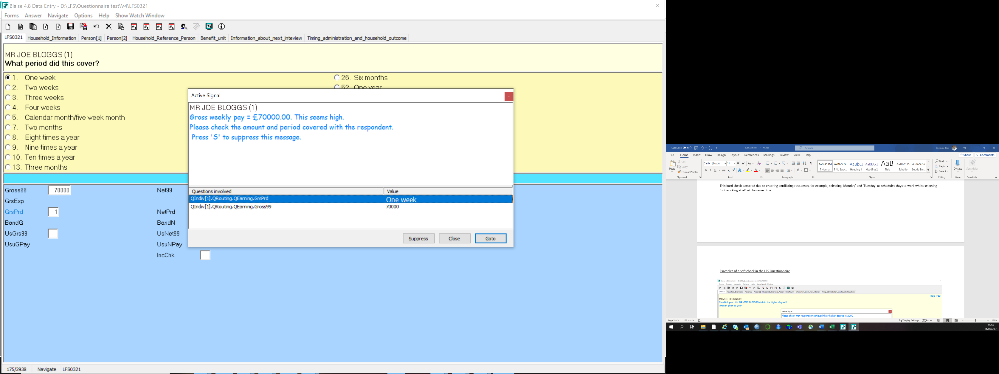 Blaise 4.8 Data Entry - D:\LFS\Questionnaire test\V4\LFS0321
Forms Answer Navigate Options Help Show Watch Window
LFS0321 Household_Information Person[1] Person[2] Household_Reference_Person Benefit_unit Information_about_next_inteview Timing_administration_and_household_outcome
MR JOE BLOGGS (1)
What period did this cover?
1. One week
2. Two weeks
3. Three weeks
4. Four weeks
5. Calendar month/five week month
7. Two months
8. Eight times a year
9. Nine times a year
10. Ten times a year
13. Three months
26. Six months
52. One year
Active Signal
MR JOE BLOGGS (1)
Gross weekly pay = £70000.00. This seems high.
Please check the amount and period covered with the respondent.
Press 'S' to suppress this message.
Questions involved Value
QIndiv[1].QRouting.QEarning.GrsPrd One week
QIndiv[1].QRouting.QEarning.Gross99 70000
Suppress Close Goto
Gross99 70000 Net99
GrsExp
GrsPrd 1 NetPrd
BandG BandN
UsGrs99 UsNet99
UsuGPay UsuNPay
IncChk
175/2938 Navigate LFS0321
AutoSave Off Document1 - Word Search Brooks, Mia
File Home Insert Draw Design Layout References Mailings Review View Help Share Comments
Paste Cut Copy Format Painter
Calibri (Body) 11
AaBbCcDd AaBbCcDd AaBbCc AaBbCcC AaB AaBbCcD AaBbCcDd
Normal No Spac... Heading 1 Heading 2 Title Subtitle Subtle Em...
Find Replace Select Dictate Sensitivity
Clipboard Font Paragraph Styles Editing Voice Sensitivity
This hard check occurred due to entering conflicting responses, for example, selecting 'Monday' and 'Tuesday' as scheduled days to work whilst selecting
'not working at all' at the same time.
Examples of a soft check in the LFS Questionnaire
Blaise 4.8 Data Entry - D:\LFS\Questionnaire test\V4\LFS0321
Forms Answer Navigate Options Help Show Watch Window
LFS0321 Household_Information Person[1] Person[2] Household_Reference_Person Benefit_unit Information_about_next_inteview Timing_administration_and_household_outcome
Help <F12>
MR JOE BLOGGS (1)
In which year did MR JOE BLOGGS obtain the higher degree?
Answer given as year
Active Signal
Please check that respondent achieved their higher degree in 2000
Page 3 of 4 121 words Display Settings Focus 110%
15:50
11/05/2021